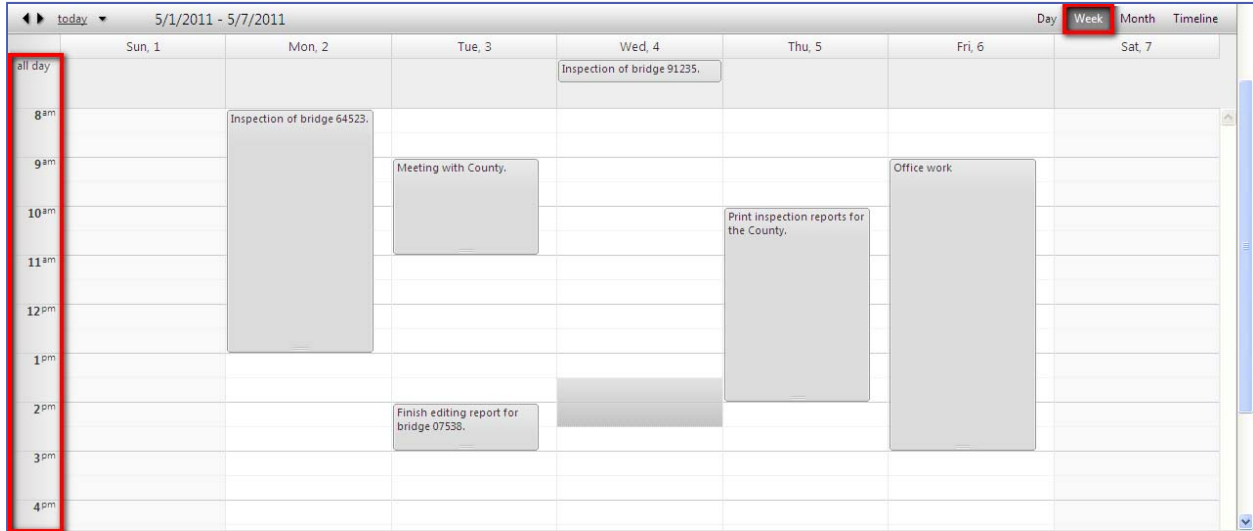 today 5/1/2011 - 5/7/2011 Day Week Month Timeline
Sun, 1 Mon, 2 Tue, 3 Wed, 4 Thu, 5 Fri, 6 Sat, 7
all day
Inspection of bridge 91235.
8am
Inspection of bridge 64523.
9am
Meeting with County.
Office work
10am
Print inspection reports for
the County.
11am
12pm
1pm
2pm
Finish editing report for
bridge 07538.
3pm
4pm